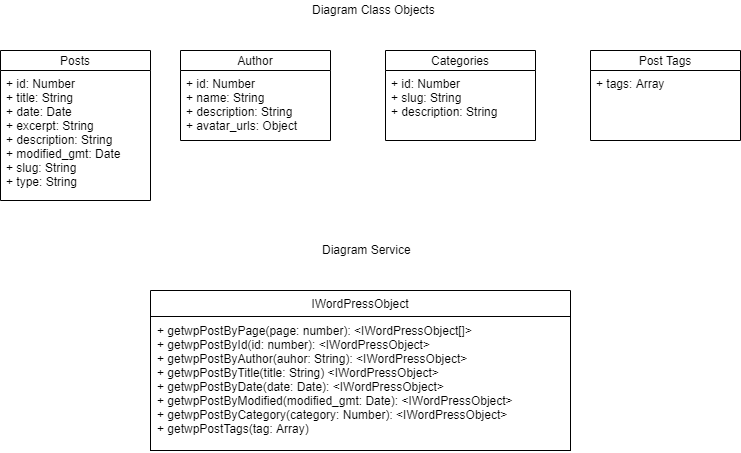 Diagram Class Objects
Posts
+ id: Number
+ title: String
+ date: Date
+ excerpt: String
+ description: String
+ modified_gmt: Date
+ slug: String
+ type: String
Author
+ id: Number
+ name: String
+ description: String
+ avatar_urls: Object
Categories
+ id: Number
+ slug: String
+ description: String
Post Tags
+ tags: Array
Diagram Service
IWordPressObject
+ getwpPostByPage(page: number): <IWordPressObject[]>
+ getwpPostById(id: number): <IWordPressObject>
+ getwpPostByAuthor(auhor: String): <IWordPressObject>
+ getwpPostByTitle(title: String) <IWordPressObject>
+ getwpPostByDate(date: Date): <IWordPressObject>
+ getwpPostByModified(modified_gmt: Date): <IWordPressObject>
+ getwpPostByCategory(category: Number): <IWordPressObject>
+ getwpPostTags(tag: Array)